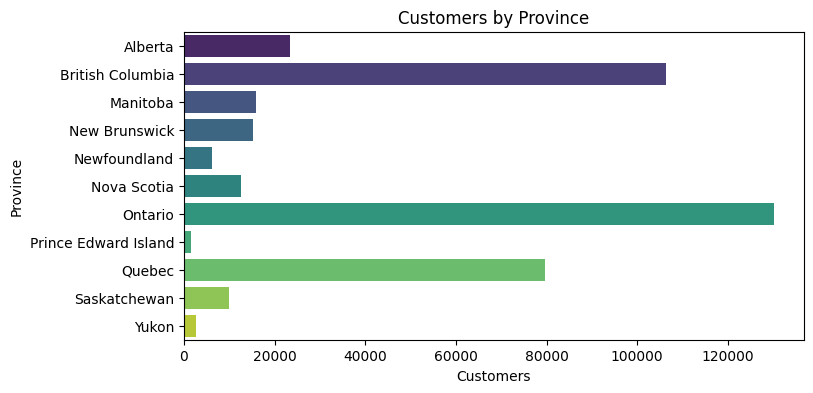 Customers by Province
Province
Alberta
British Columbia
Manitoba
New Brunswick
Newfoundland
Nova Scotia
Ontario
Prince Edward Island
Quebec
Saskatchewan
Yukon
0 20000 40000 60000 80000 100000 120000
Customers